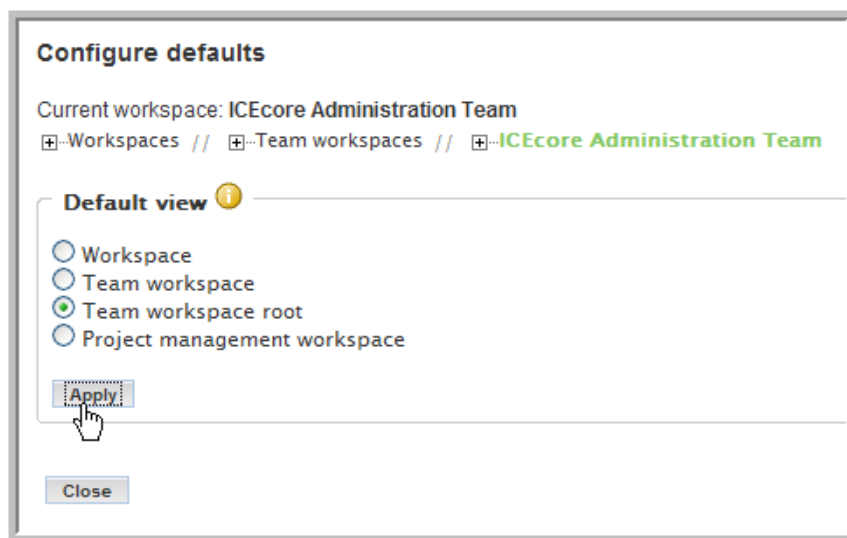 Configure defaults
Current workspace: ICEcore Administration Team
Workspaces // Team workspaces // ICEcore Administration Team
Default view
Workspace
Team workspace
Team workspace root
Project management workspace
Apply
Close